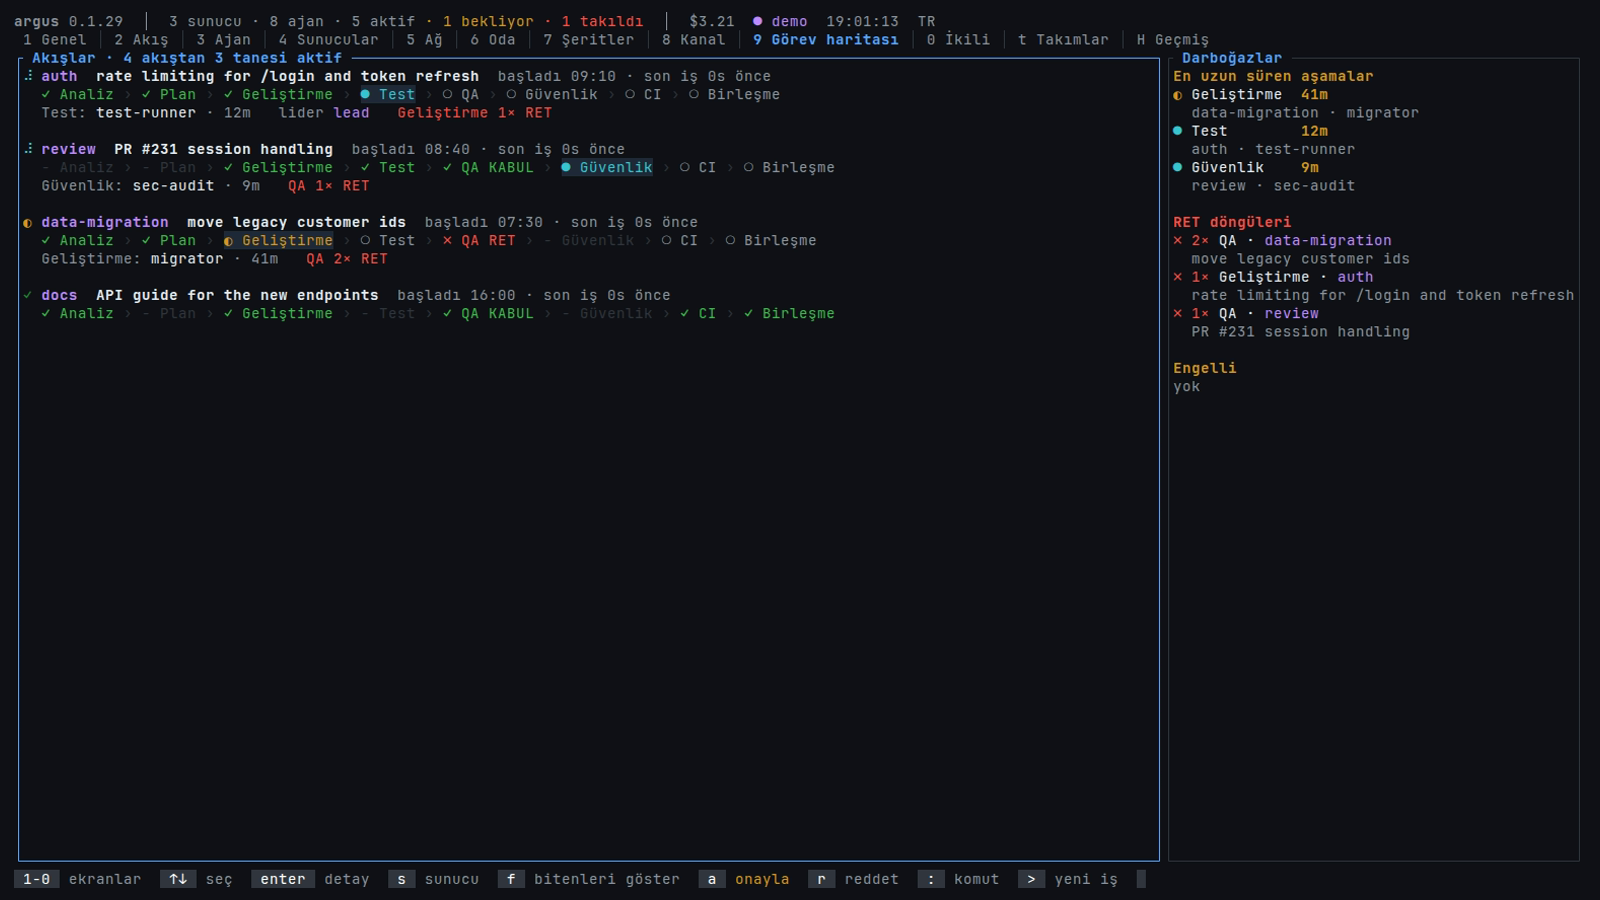 argus 0.1.29 │ 3 sunucu · 8 ajan · 5 aktif · 1 bekliyor · 1 takıldı │ $3.21 ● demo 19:01:13 TR
1 Genel │ 2 Akış │ 3 Ajan │ 4 Sunucular │ 5 Ağ │ 6 Oda │ 7 Şeritler │ 8 Kanal │ 9 Görev haritası │ 0 İkili │ t Takımlar │ H Geçmiş
Akışlar · 4 akıştan 3 tanesi aktif
auth rate limiting for /login and token refresh başladı 09:10 · son iş 0s önce
✓ Analiz › ✓ Plan › ✓ Geliştirme › ● Test › ○ QA › ○ Güvenlik › ○ CI › ○ Birleşme
Test: test-runner · 12m lider lead Geliştirme 1× RET
review PR #231 session handling başladı 08:40 · son iş 0s önce
- Analiz › - Plan › ✓ Geliştirme › ✓ Test › ✓ QA KABUL › ● Güvenlik › ○ CI › ○ Birleşme
Güvenlik: sec-audit · 9m QA 1× RET
◐ data-migration move legacy customer ids başladı 07:30 · son iş 0s önce
✓ Analiz › ✓ Plan › ◐ Geliştirme › ○ Test › ✕ QA RET › - Güvenlik › ○ CI › ○ Birleşme
Geliştirme: migrator · 41m QA 2× RET
✓ docs API guide for the new endpoints başladı 16:00 · son iş 0s önce
✓ Analiz › - Plan › ✓ Geliştirme › - Test › ✓ QA KABUL › - Güvenlik › ✓ CI › ✓ Birleşme
Darboğazlar
En uzun süren aşamalar
◐ Geliştirme 41m
data-migration · migrator
● Test 12m
auth · test-runner
● Güvenlik 9m
review · sec-audit
RET döngüleri
✕ 2× QA · data-migration
move legacy customer ids
✕ 1× Geliştirme · auth
rate limiting for /login and token refresh
✕ 1× QA · review
PR #231 session handling
Engelli
yok
1-0 ekranlar ↑↓ seç enter detay s sunucu f bitenleri göster a onayla r reddet : komut > yeni iş